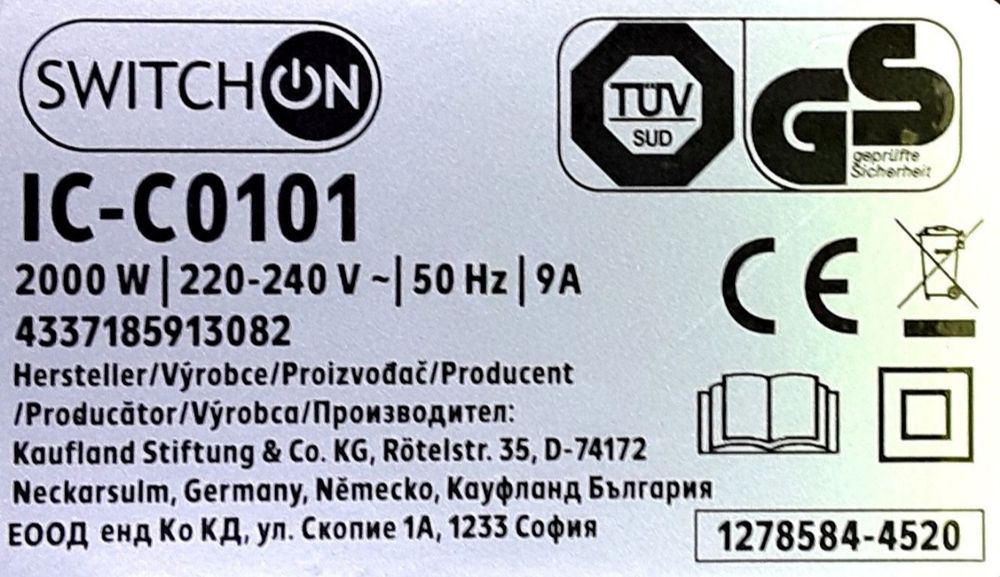 SWITCHON
TÜV
SUD
GS
geprüfte
Sicherheit
IC-C0101
2000 W | 220-240 V ~ | 50 Hz | 9A
CE
4337185913082
Hersteller/Výrobce/Proizvođač/Producent
/Producător/Výrobca/Производител:
Kaufland Stiftung & Co. KG, Rötelstr. 35, D-74172
Neckarsulm, Germany, Německo, Кауфланд България
ЕООД енд Ко КД, ул. Скопие 1А, 1233 София
1278584-4520